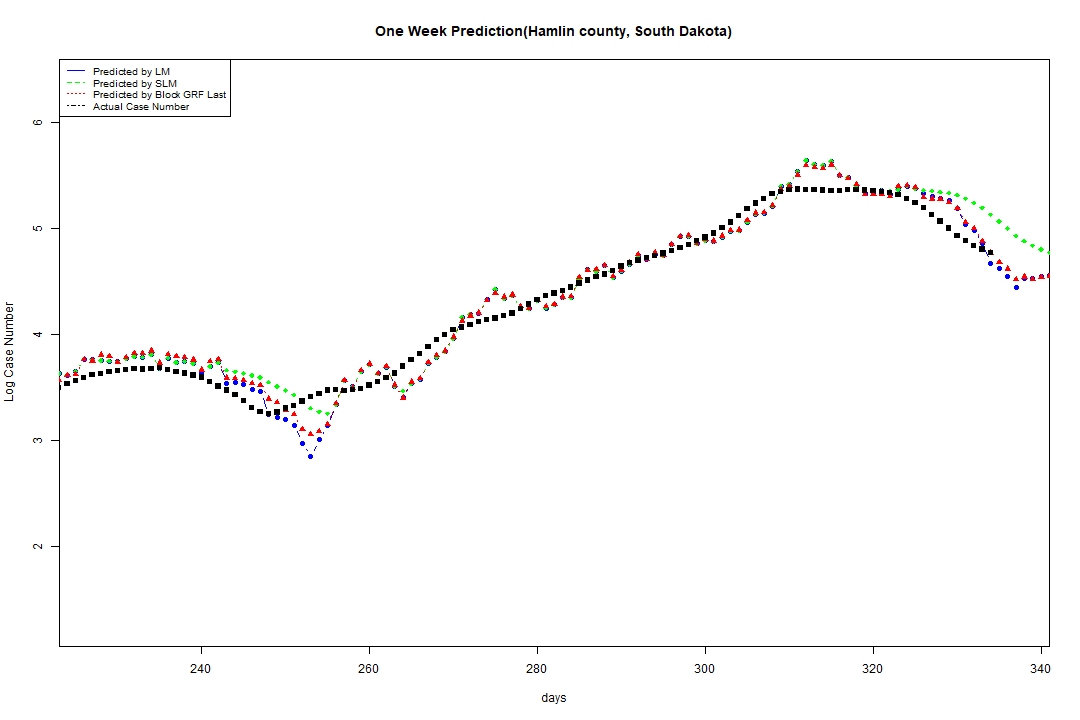 One Week Prediction(Hamlin county, South Dakota)
Predicted by LM
Predicted by SLM
Predicted by Block GRF Last
Actual Case Number
6
5
4
3
2
Log Case Number
240 260 280 300 320 340
days